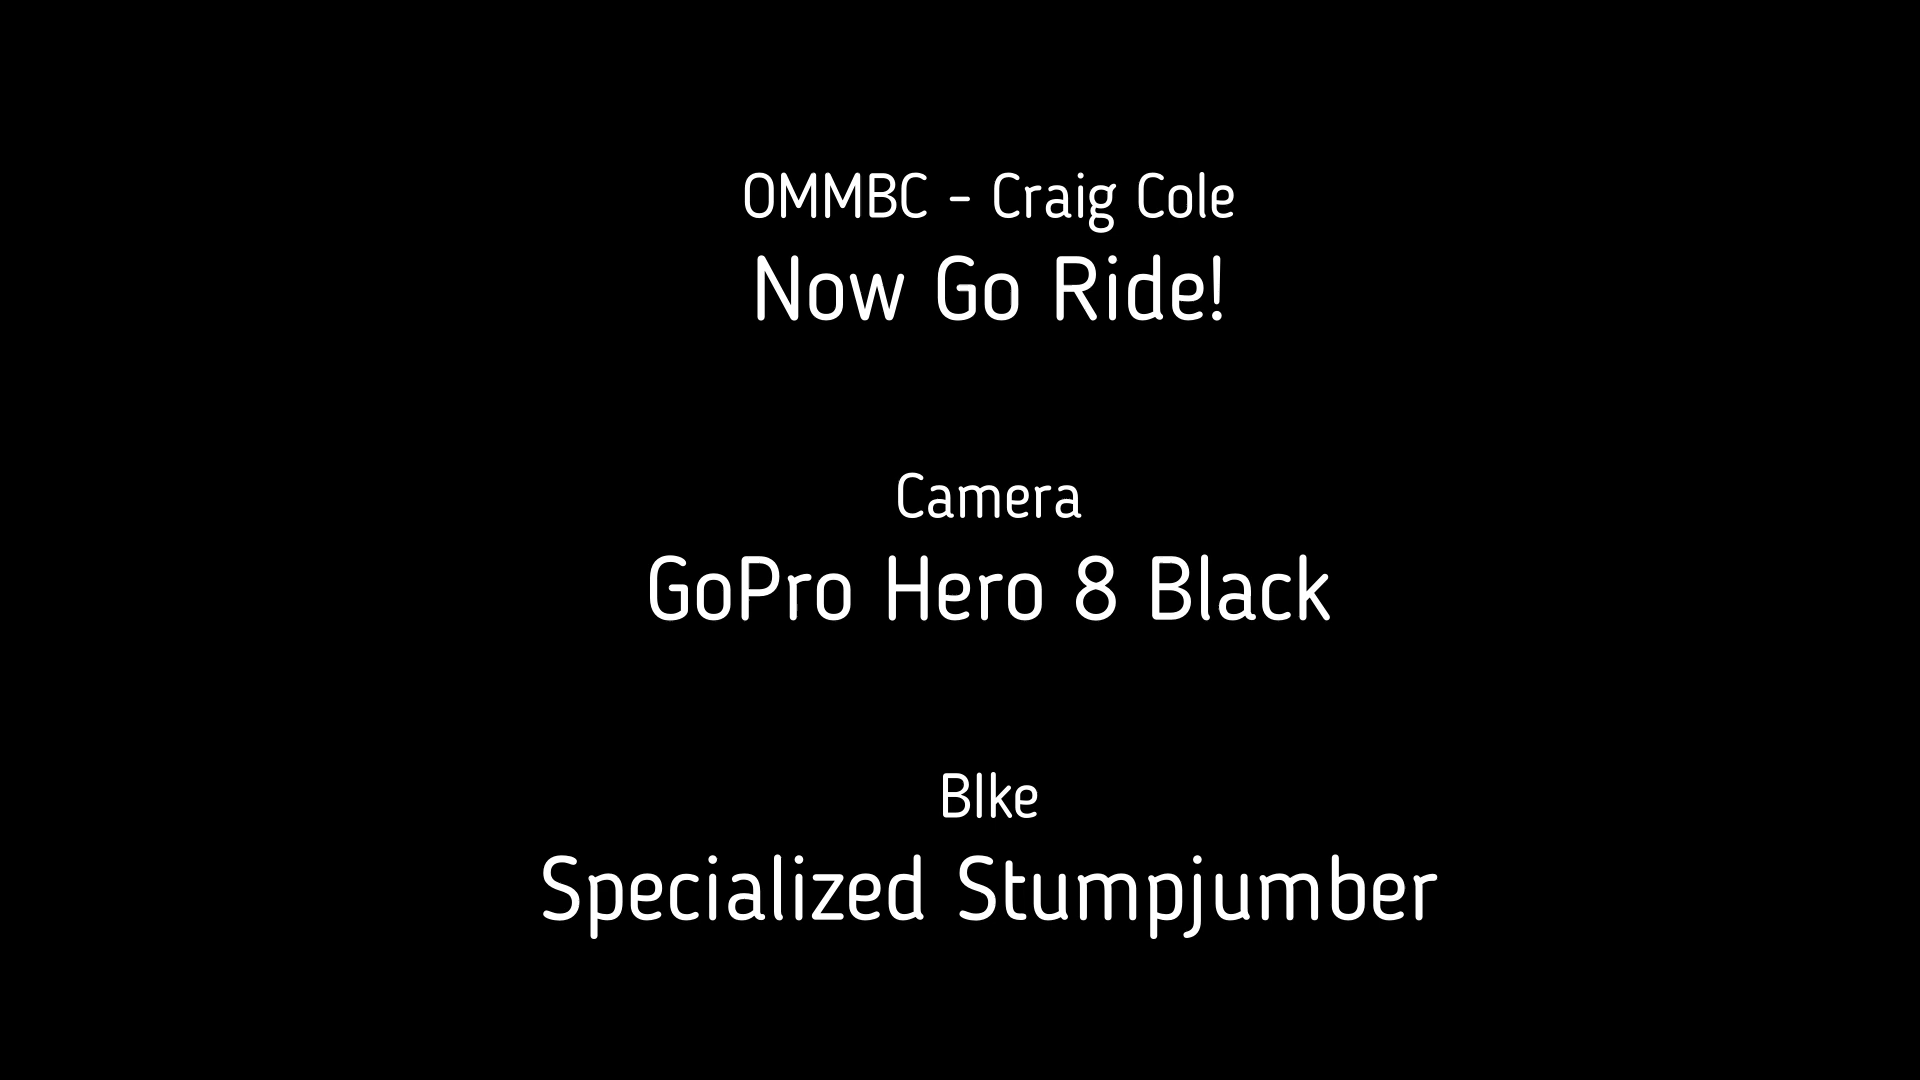 OMMBC - Craig Cole
Now Go Ride!
Camera
GoPro Hero 8 Black
BIke
Specialized Stumpjumber